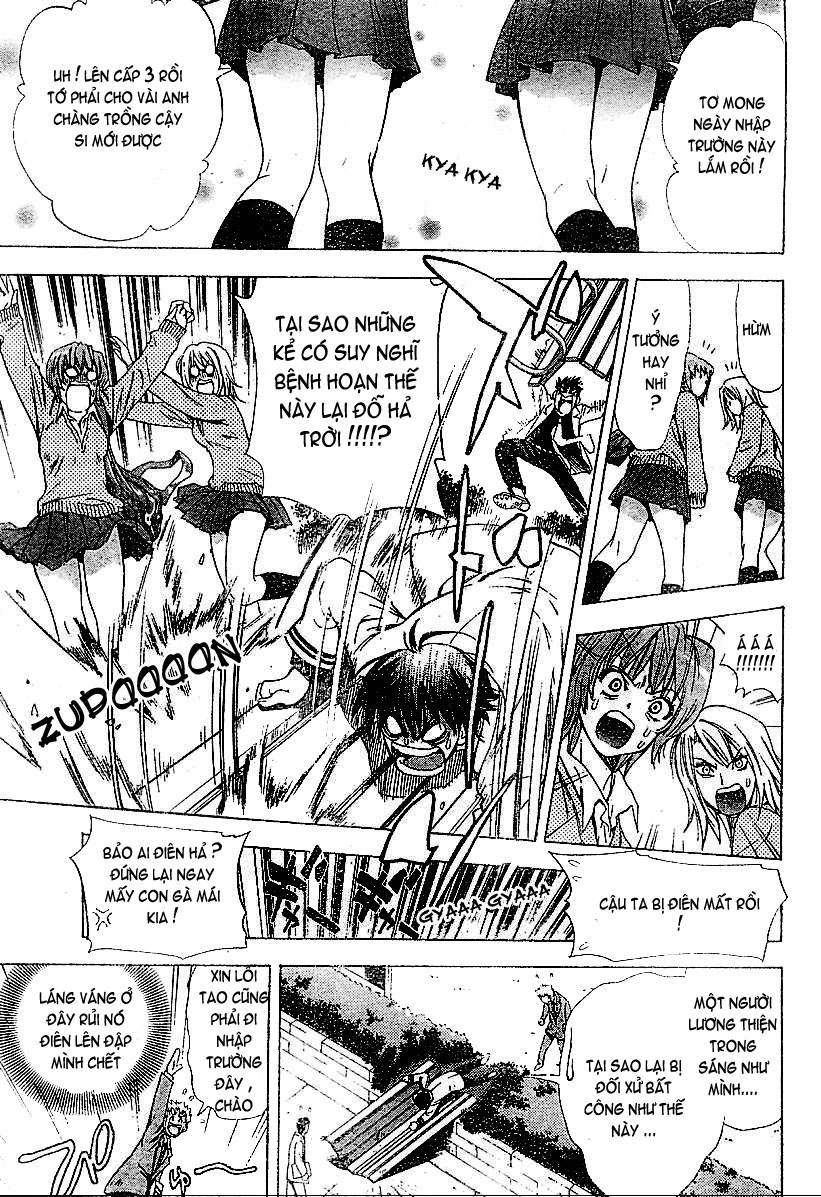 TƠ MONG
NGÀY NHẬP
TRƯỜNG NÀY
LẮM RỒI !
UH ! LÊN CẤP 3 RỒI
TỚ PHẢI CHO VÀI ANH
CHÀNG TRỒNG CẬY
SI MỚI ĐƯỢC
KYA KYA
HỪM
Ý
TƯỞNG
HAY
NHỈ
?
TẠI SAO NHỮNG
KẺ CÓ SUY NGHĨ
BỆNH HOẠN THẾ
NÀY LẠI ĐỖ HẢ
TRỜI !!!!?
ZUDOOOON
Á Á Á
!!!!!!!
CẬU TA BỊ ĐIÊN MẤT RỒI
!
GYAAA GYAAA
BẢO AI ĐIÊN HẢ ?
ĐỨNG LẠI NGAY
MẤY CON GÀ MÁI
KIA !
MỘT NGƯỜI
LƯƠNG THIỆN
TRONG
SÁNG NHƯ
MÌNH....
TẠI SAO LẠI BỊ
ĐỐI XỬ BẤT
CÔNG NHƯ THẾ
NÀY ...
XIN LỖI
TAO CŨNG
PHẢI ĐI
NHẬP
TRƯỜNG
ĐÂY ,
CHÀO
LÁNG VÁNG Ở
ĐÂY RỦI NÓ
ĐIÊN LÊN ĐẬP
MÌNH CHẾT